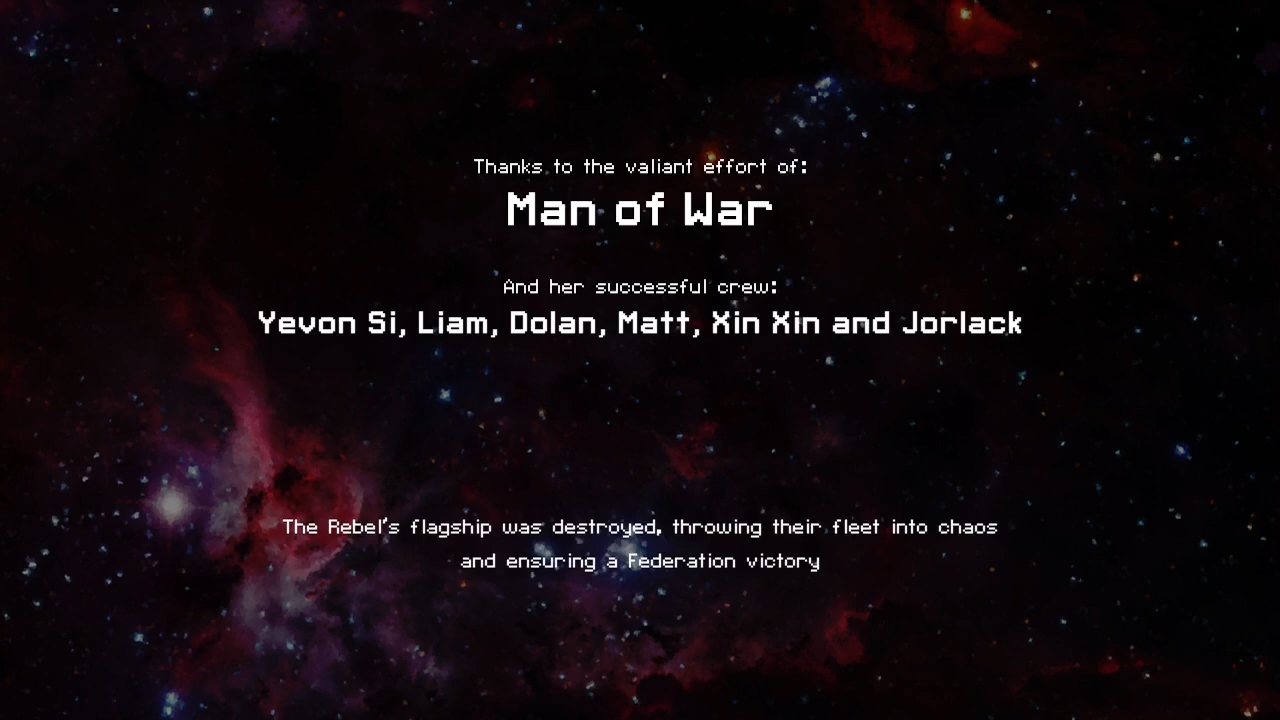 Thanks to the valiant effort of:
Man of War
And her successful crew:
Yevon Si, Liam, Dolan, Matt, Xin Xin and Jorlack
The Rebel's flagship was destroyed, throwing their fleet into chaos
and ensuring a Federation victory